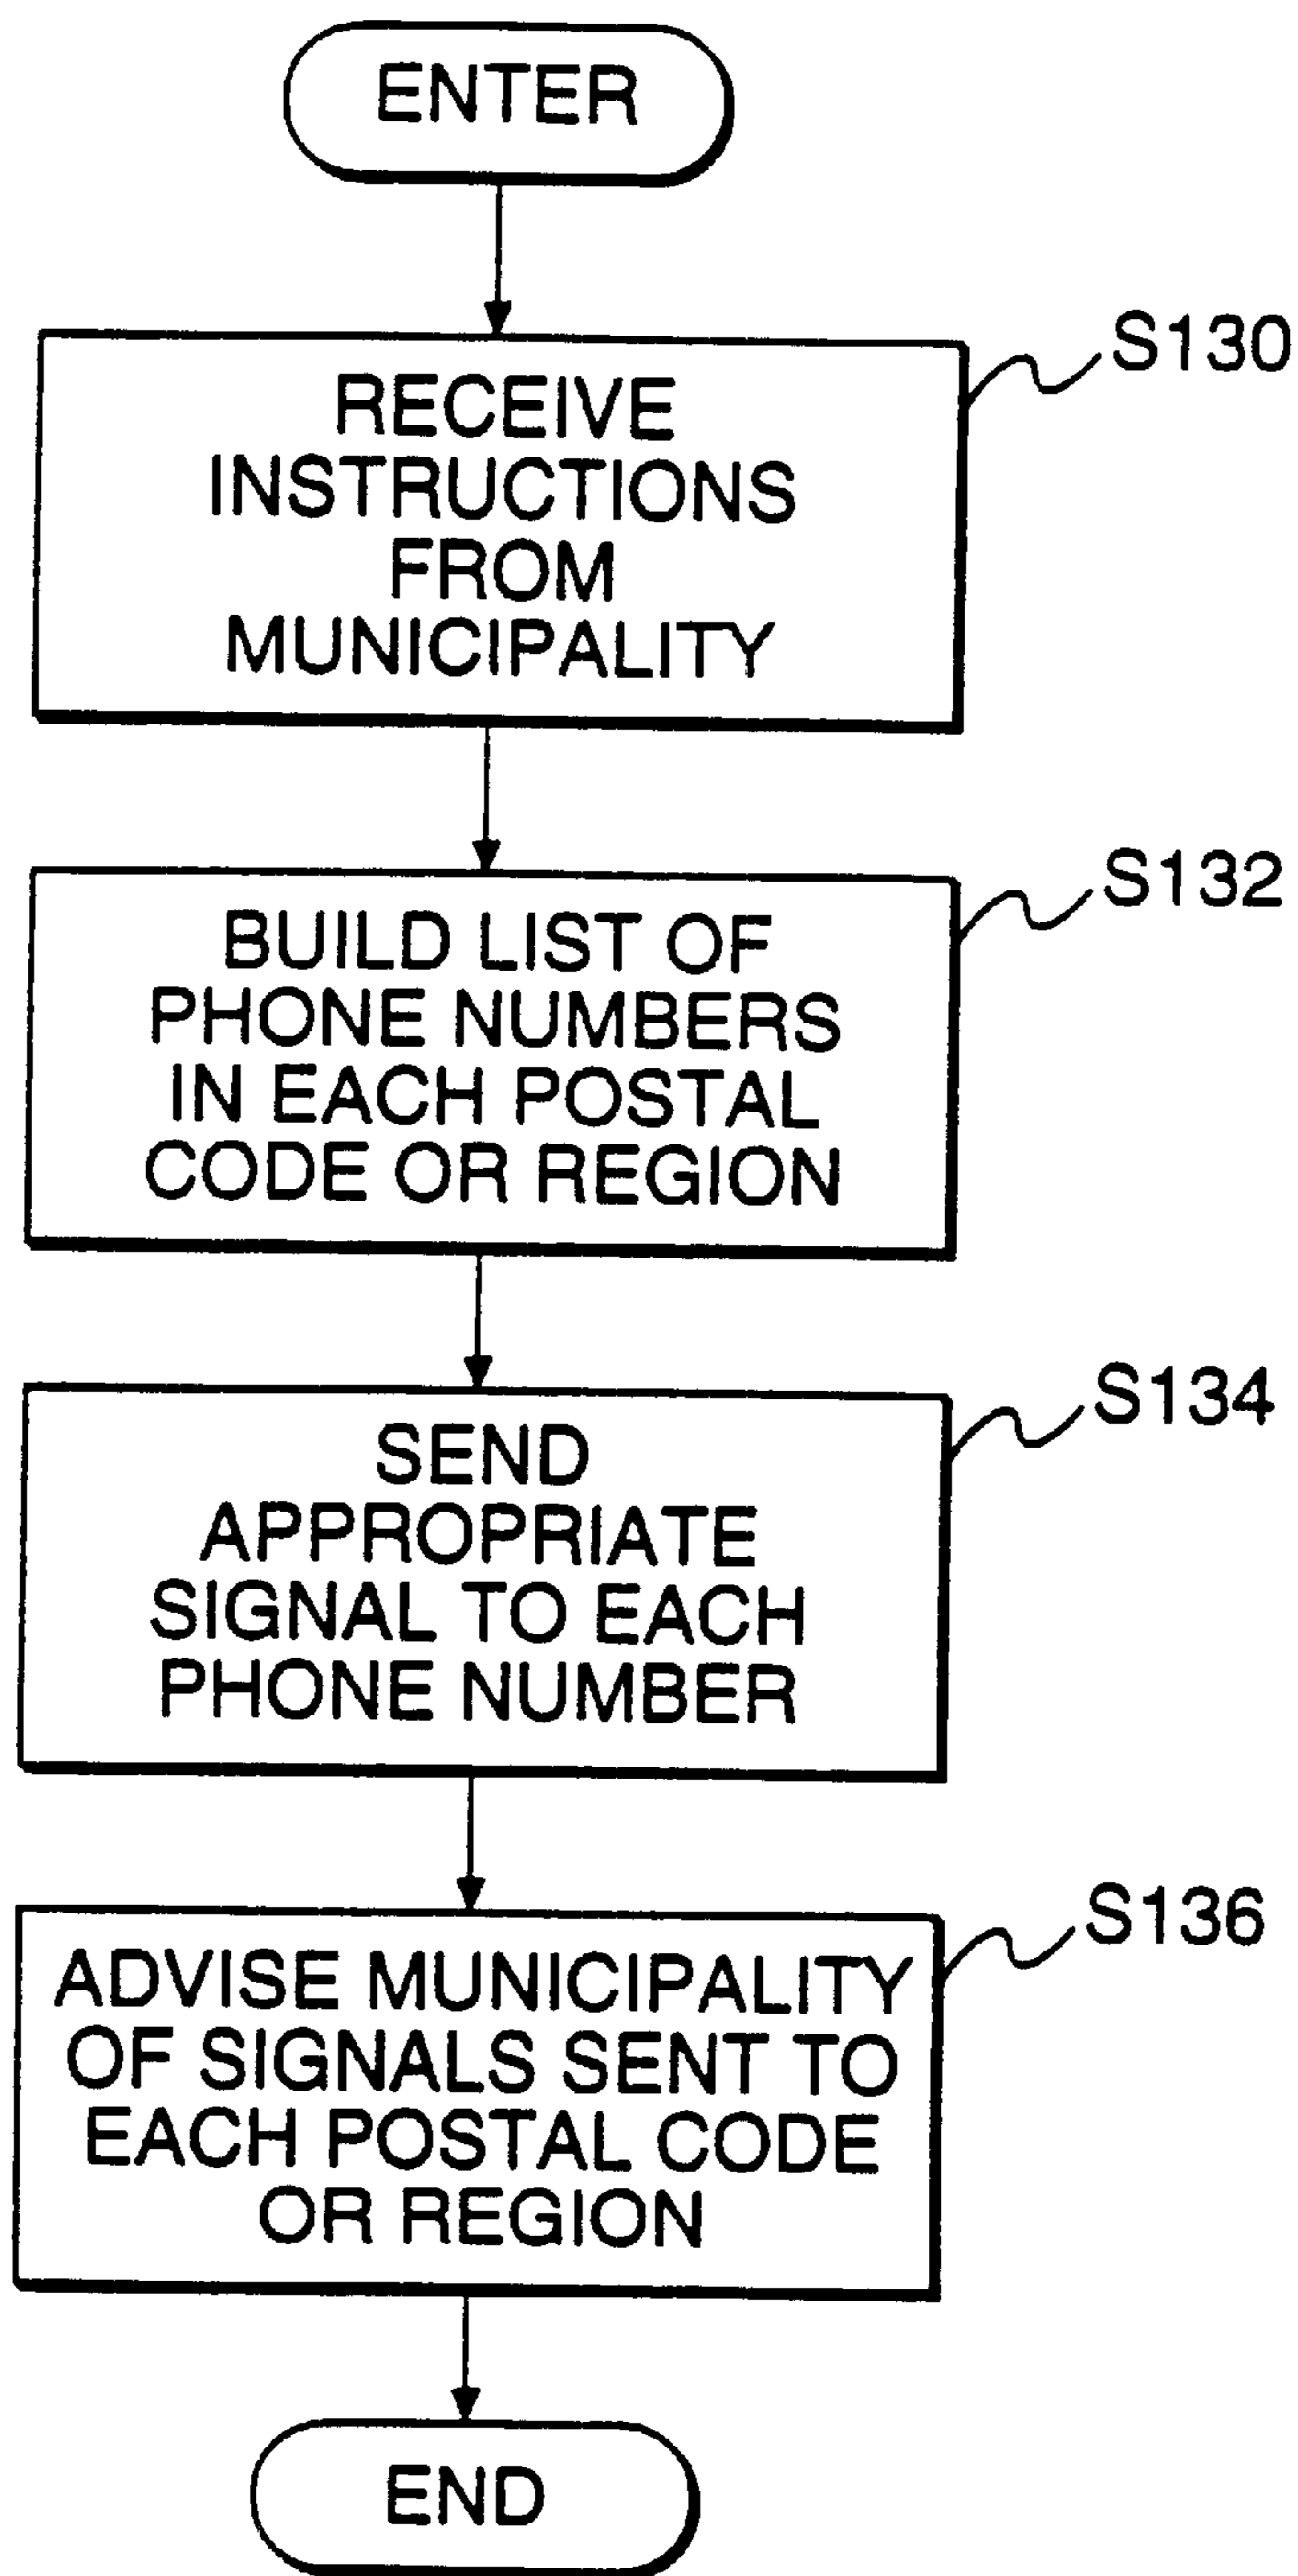 ENTER
S130
RECEIVE
INSTRUCTIONS
FROM
MUNICIPALITY
S132
BUILD LIST OF
PHONE NUMBERS
IN EACH POSTAL
CODE OR REGION
S134
SEND
APPROPRIATE
SIGNAL TO EACH
PHONE NUMBER
S136
ADVISE MUNICIPALITY
OF SIGNALS SENT TO
EACH POSTAL CODE
OR REGION
END